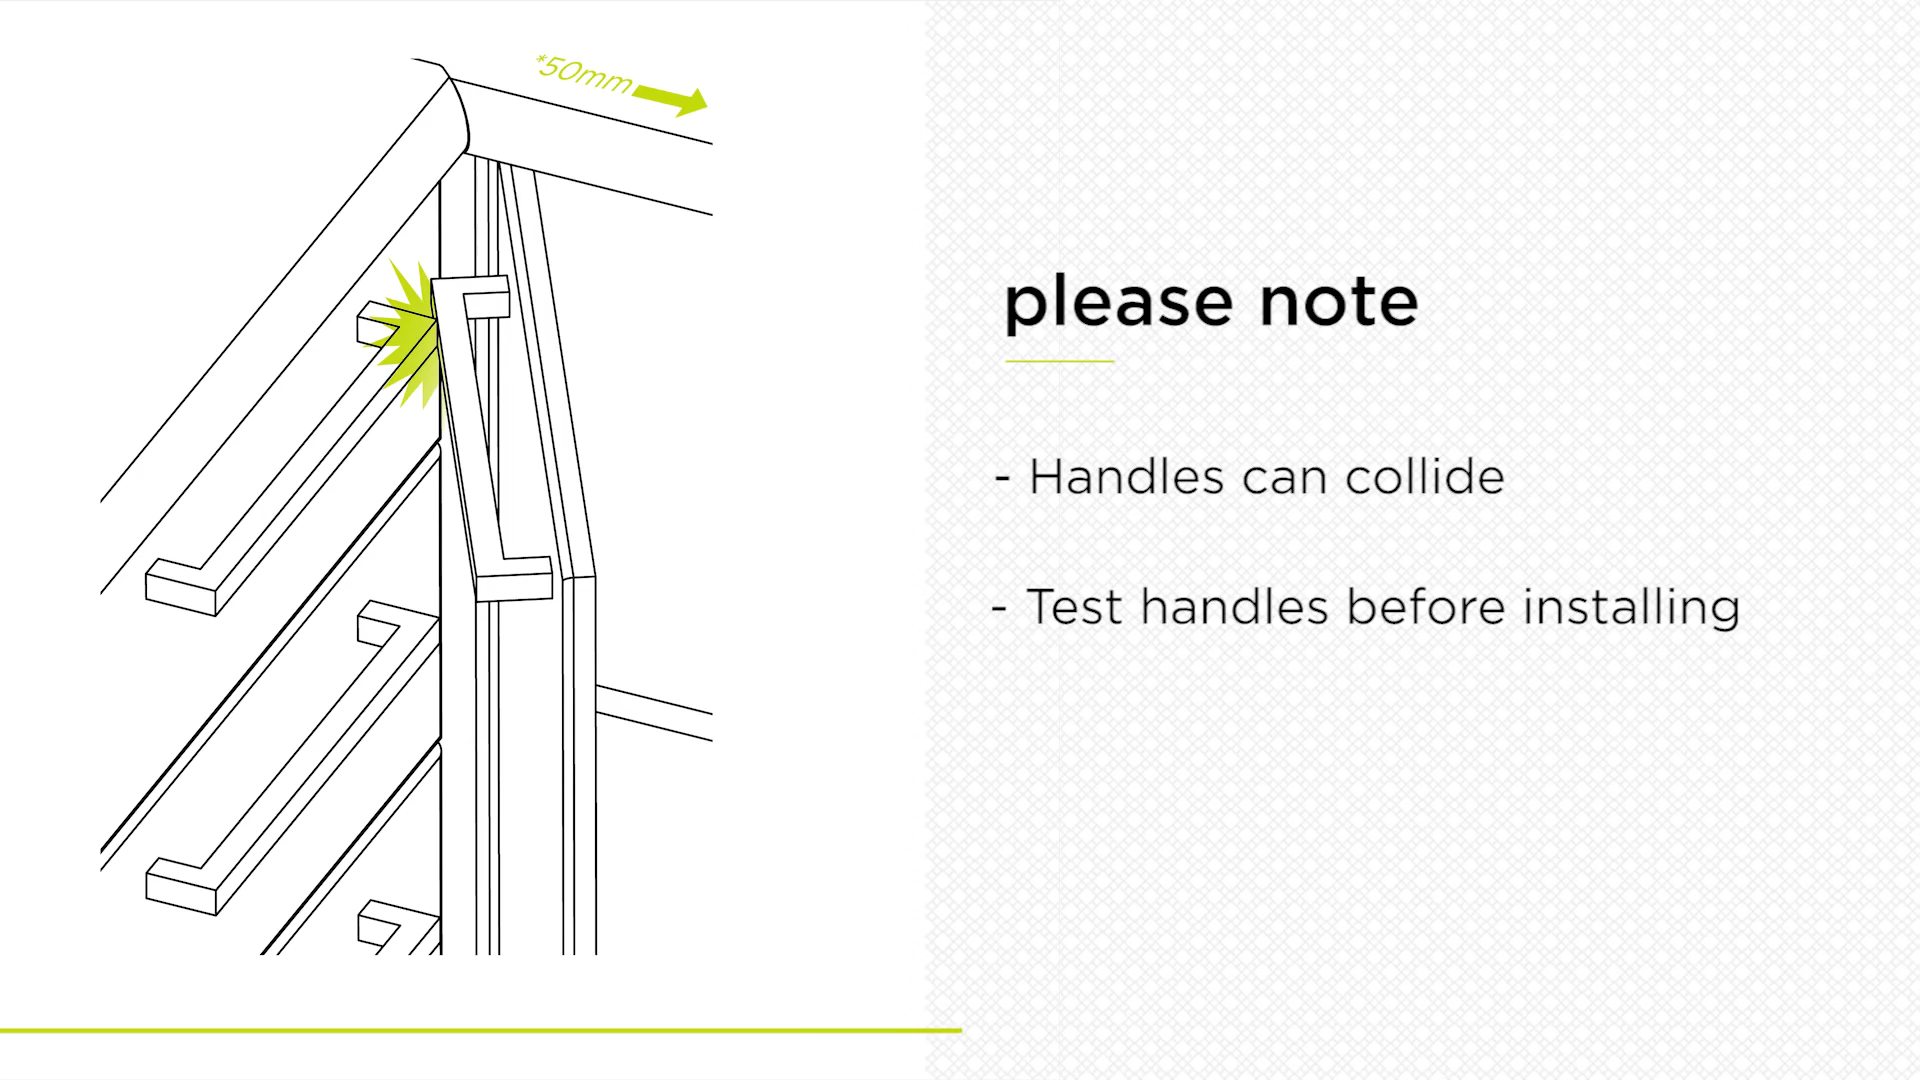 *50mm
please note
- Handles can collide
- Test handles before installing